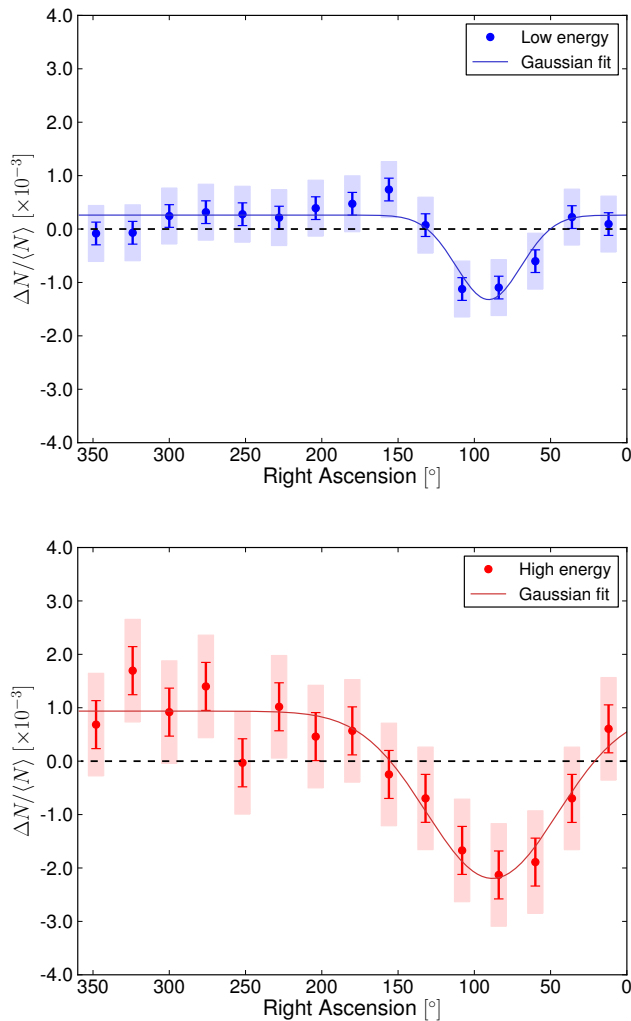 4.0
3.0
2.0
1.0
0.0
-1.0
-2.0
-3.0
-4.0
ΔN/⟨N⟩ [×10⁻³]
Low energy
Gaussian fit
350 300 250 200 150 100 50 0
Right Ascension [°]
4.0
3.0
2.0
1.0
0.0
-1.0
-2.0
-3.0
-4.0
ΔN/⟨N⟩ [×10⁻³]
High energy
Gaussian fit
350 300 250 200 150 100 50 0
Right Ascension [°]